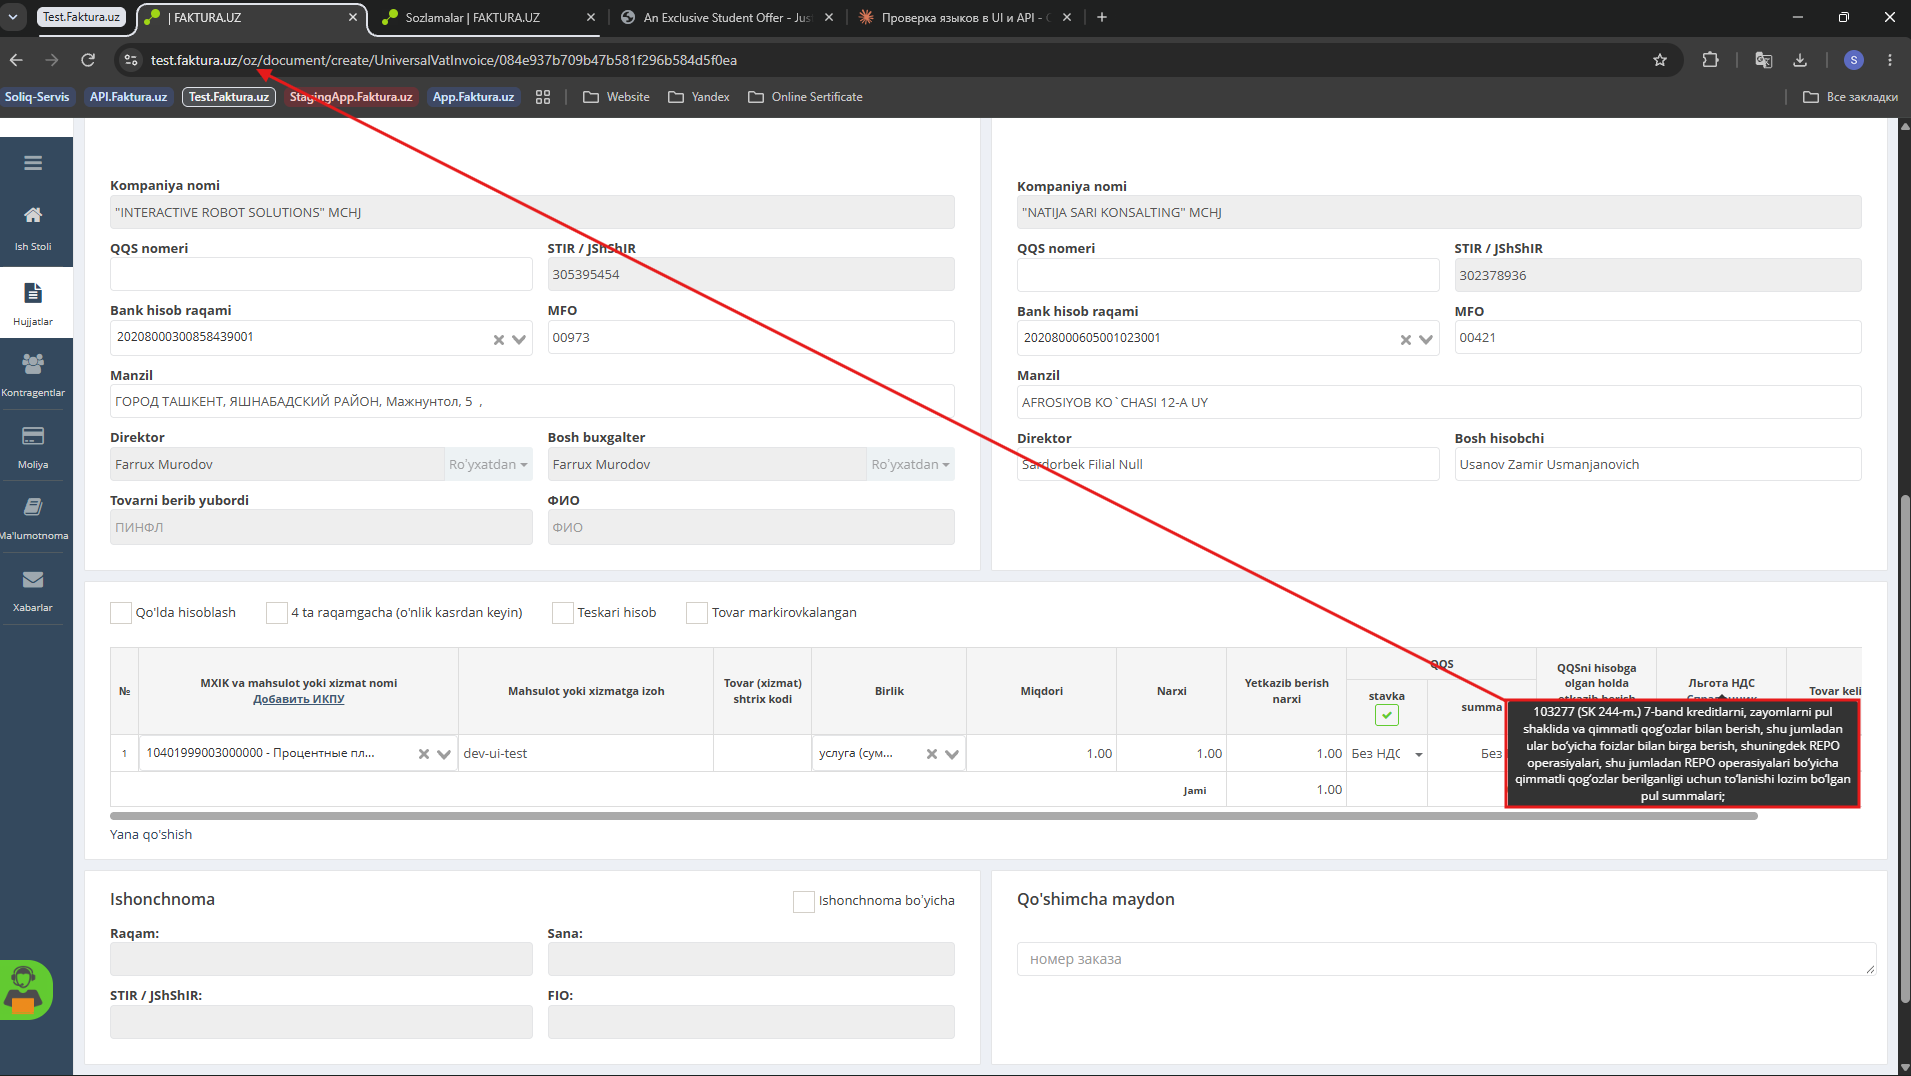 Test.Faktura.uz
| FAKTURA.UZ
Sozlamalar | FAKTURA.UZ
An Exclusive Student Offer - Jus
Проверка языков в UI и API - C
test.faktura.uz/oz/document/create/UniversalVatInvoice/084e937b709b47b581f296b584d5f0ea
S
Soliq-Servis
API.Faktura.uz
Test.Faktura.uz
StagingApp.Faktura.uz
App.Faktura.uz
Website
Yandex
Online Sertificate
Все закладки
Ish Stoli
Hujjatlar
Kontragentlar
Moliya
Ma'lumotnoma
Xabarlar
Kompaniya nomi
"INTERACTIVE ROBOT SOLUTIONS" MCHJ
QQS nomeri
STIR / JShShIR
305395454
Bank hisob raqami
MFO
20208000300858439001
00973
Manzil
ГОРОД ТАШКЕНТ, ЯШНАБАДСКИЙ РАЙОН, Мажнунтол, 5 ,
Direktor
Bosh buxgalter
Farrux Murodov
Ro'yxatdan
Farrux Murodov
Ro'yxatdan
Tovarni berib yubordi
ФИО
ПИНФЛ
ФИО
Kompaniya nomi
"NATIJA SARI KONSALTING" MCHJ
QQS nomeri
STIR / JShShIR
302378936
Bank hisob raqami
MFO
20208000605001023001
00421
Manzil
AFROSIYOB KO`CHASI 12-A UY
Direktor
Bosh hisobchi
Sardorbek Filial Null
Usanov Zamir Usmanjanovich
Qo'lda hisoblash
4 ta raqamgacha (o'nlik kasrdan keyin)
Teskari hisob
Tovar markirovkalangan
№
MXIK va mahsulot yoki xizmat nomi
Добавить ИКПУ
Mahsulot yoki xizmatga izoh
Tovar (xizmat)
shtrix kodi
Birlik
Miqdori
Narxi
Yetkazib berish
narxi
QQS
stavka
summa
QQSni hisobga
olgan holda
etkazib berish
Льгота НДС
Справочник
Tovar keli
1
10401999003000000 - Процентные пл...
dev-ui-test
услуга (сум...
1.00
1.00
1.00
Без НДС
Без
Jami
1.00
103277 (SK 244-m.) 7-band kreditlarni, zayomlarni pul
shaklida va qimmatli qog‘ozlar bilan berish, shu jumladan
ular bo‘yicha foizlar bilan birga berish, shuningdek REPO
operasiyalari, shu jumladan REPO operasiyalari bo‘yicha
qimmatli qog‘ozlar berilganligi uchun to‘lanishi lozim bo‘lgan
pul summalari;
Yana qo'shish
Ishonchnoma
Ishonchnoma bo'yicha
Raqam:
Sana:
STIR / JShShIR:
FIO:
Qo'shimcha maydon
номер заказа